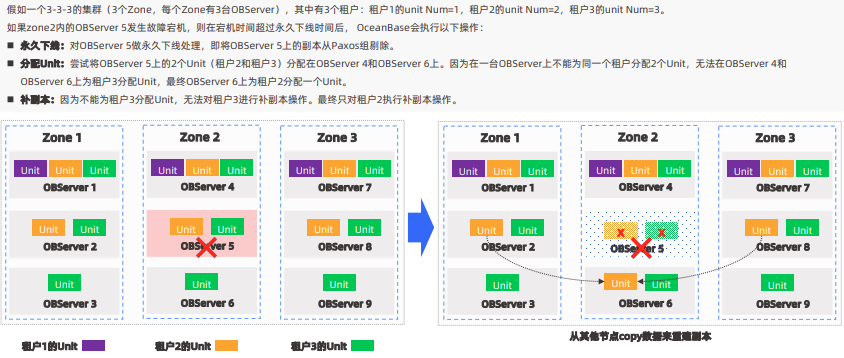 假如一个3-3-3的集群（3个Zone，每个Zone有3台OBServer），其中有3个租户：租户1的unit Num=1，租户2的unit Num=2，租户3的unit Num=3。
如果zone2内的OBServer 5发生故障宕机，则在宕机时间超过永久下线时间后， OceanBase会执行以下操作：
■ 永久下线：对OBServer 5做永久下线处理，即将OBServer 5上的副本从Paxos组剔除。
■ 分配Unit：尝试将OBServer 5上的2个Unit（租户2和租户3）分配在OBServer 4和OBServer 6上。因为在一台OBServer上不能为同一个租户分配2个Unit，无法在OBServer 4和
OBServer 6上为租户3分配Unit，最终OBServer 6上为租户2分配一个Unit。
■ 补副本：因为不能为租户3分配Unit，无法对租户3进行补副本操作。最终只对租户2执行补副本操作。
Zone 1 Zone 2 Zone 3
Unit Unit Unit Unit Unit Unit Unit Unit Unit
OBServer 1 OBServer 4 OBServer 7
Unit Unit Unit Unit Unit Unit
OBServer 2 OBServer 5 OBServer 8
Unit Unit Unit
OBServer 3 OBServer 6 OBServer 9
租户1的Unit 租户2的Unit 租户3的Unit
Zone 1 Zone 2 Zone 3
Unit Unit Unit Unit Unit Unit Unit Unit Unit
OBServer 1 OBServer 4 OBServer 7
Unit Unit X X Unit Unit
OBServer 2 OBServer 5 OBServer 8
Unit Unit Unit Unit
OBServer 3 OBServer 6 OBServer 9
从其他节点copy数据来重建副本